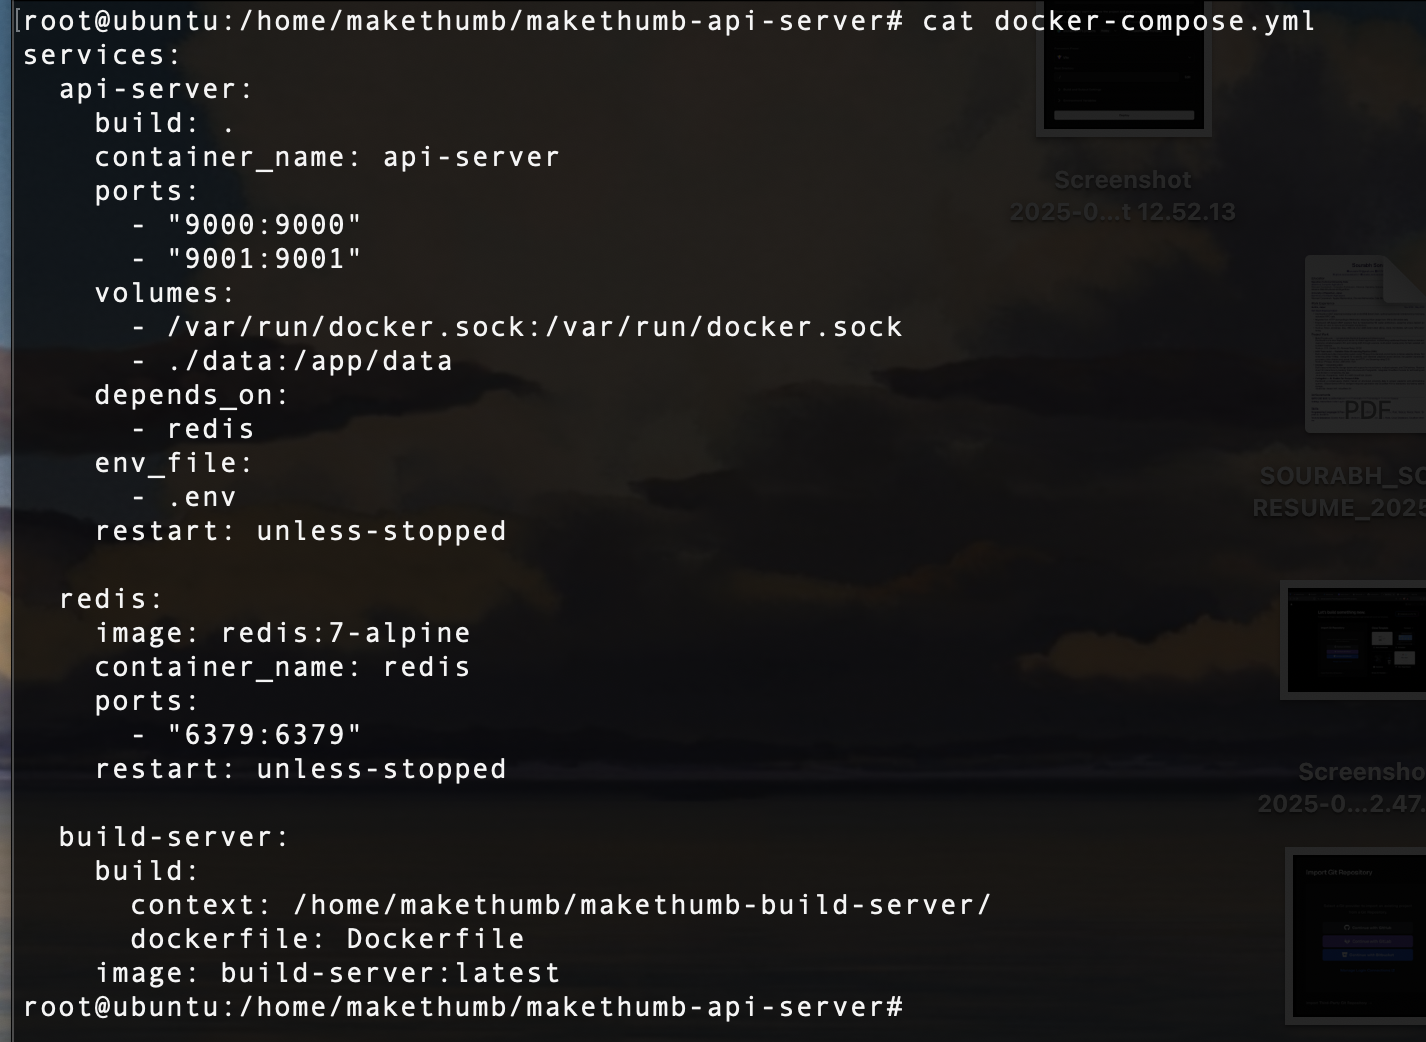 root@ubuntu:/home/makethumb/makethumb-api-server# cat docker-compose.yml
services:
  api-server:
    build: .
    container_name: api-server
    ports:
      - "9000:9000"
      - "9001:9001"
    volumes:
      - /var/run/docker.sock:/var/run/docker.sock
      - ./data:/app/data
    depends_on:
      - redis
    env_file:
      - .env
    restart: unless-stopped

  redis:
    image: redis:7-alpine
    container_name: redis
    ports:
      - "6379:6379"
    restart: unless-stopped

  build-server:
    build:
      context: /home/makethumb/makethumb-build-server/
      dockerfile: Dockerfile
    image: build-server:latest
root@ubuntu:/home/makethumb/makethumb-api-server#
Screenshot
2025-0...t 12.52.13
PDF
SOURABH_SO
RESUME_2025
Screensho
2025-0...2.47.
Import Git Repository